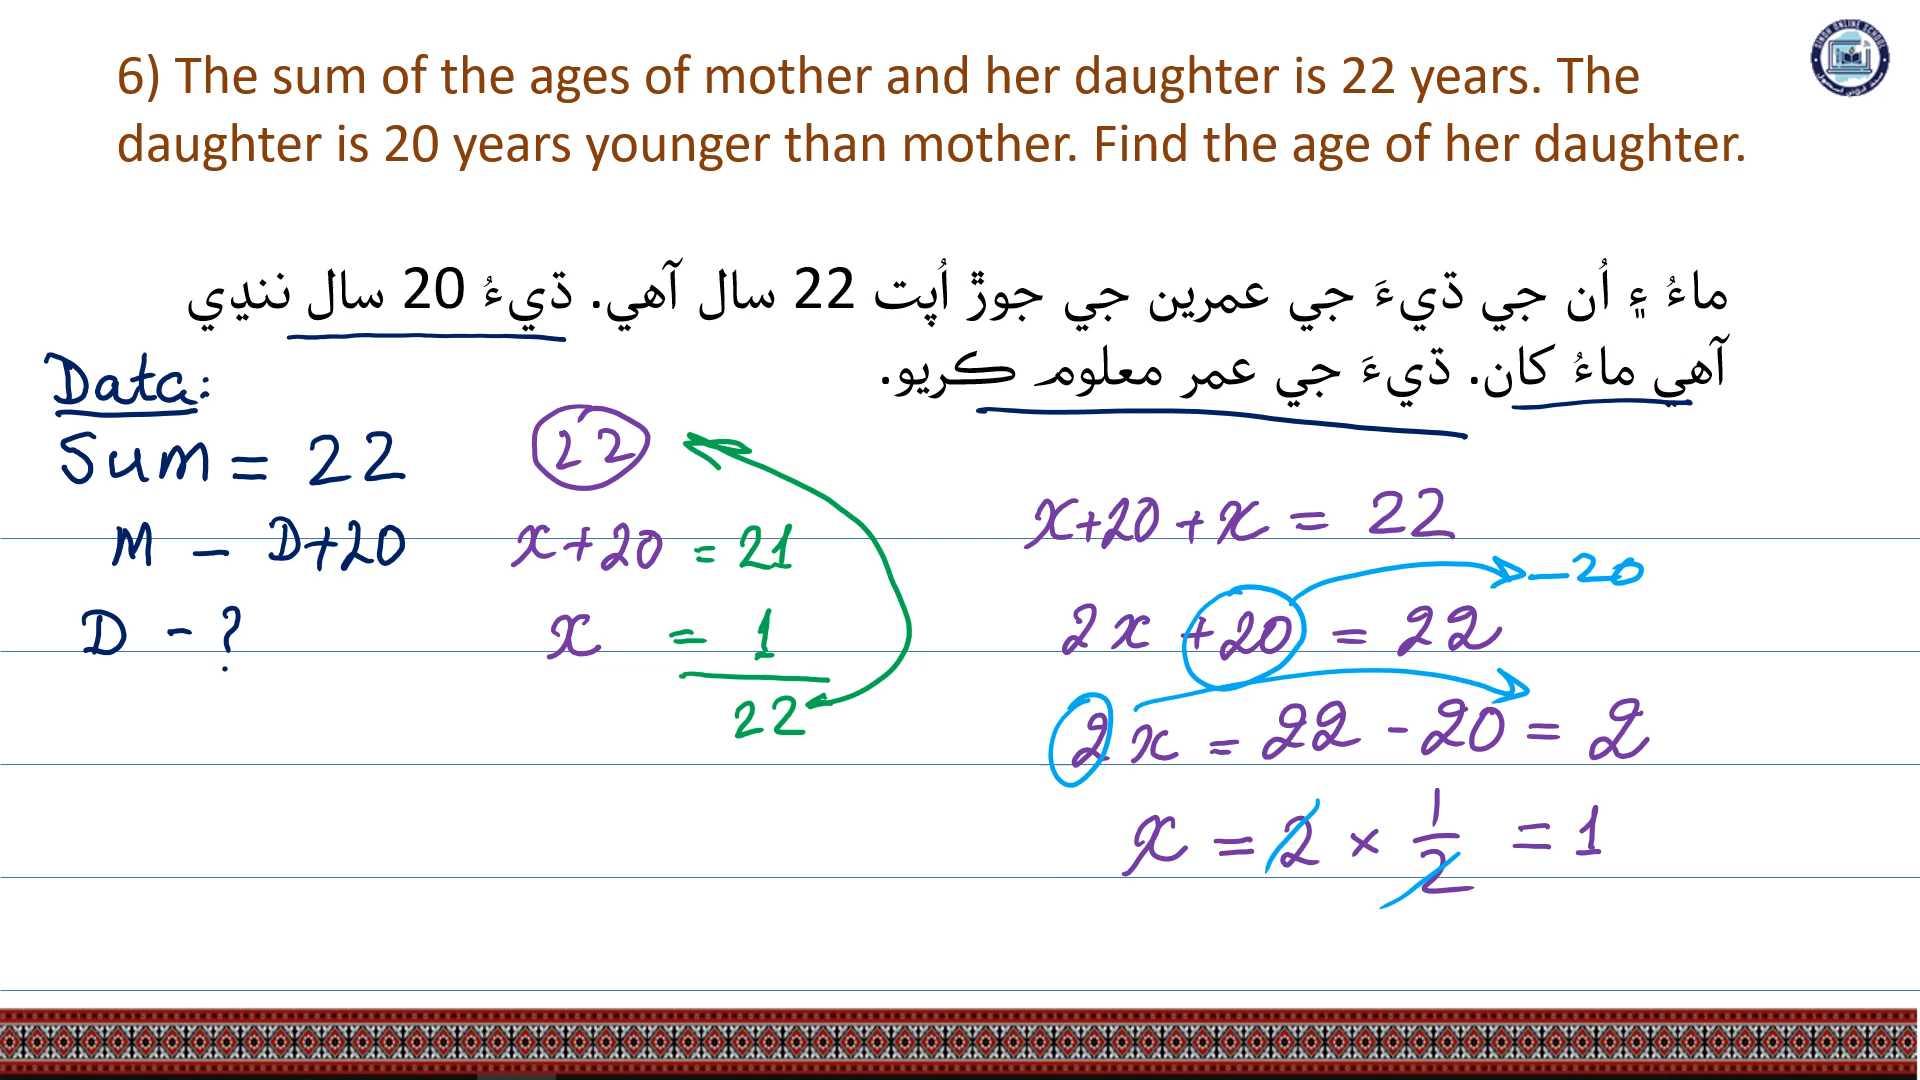 6) The sum of the ages of mother and her daughter is 22 years. The
daughter is 20 years younger than mother. Find the age of her daughter.
ماءُ ۽ اُن جي ڌيءَ جي عمرين جي جوڙ اُپت 22 سال آهي. ڌيءُ 20 سال ننڍي
آهي ماءُ کان. ڌيءَ جي عمر معلوم ڪريو.
Data:
Sum = 22
M - D+20
D - ?
22
x+20 = 21
x = 1
22
x+20 + x = 22
-20
2x +20 = 22
2x = 22 - 20 = 2
x = 2 × 1/2 = 1